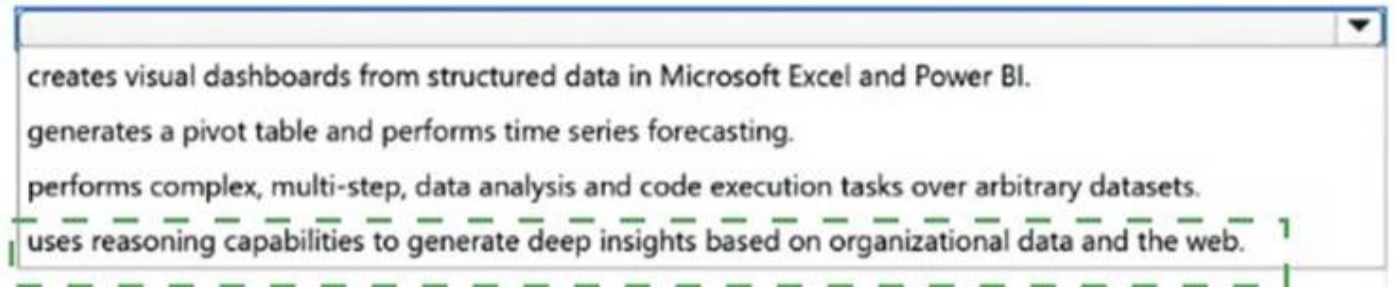 creates visual dashboards from structured data in Microsoft Excel and Power BI.
generates a pivot table and performs time series forecasting.
performs complex, multi-step, data analysis and code execution tasks over arbitrary datasets.
uses reasoning capabilities to generate deep insights based on organizational data and the web.